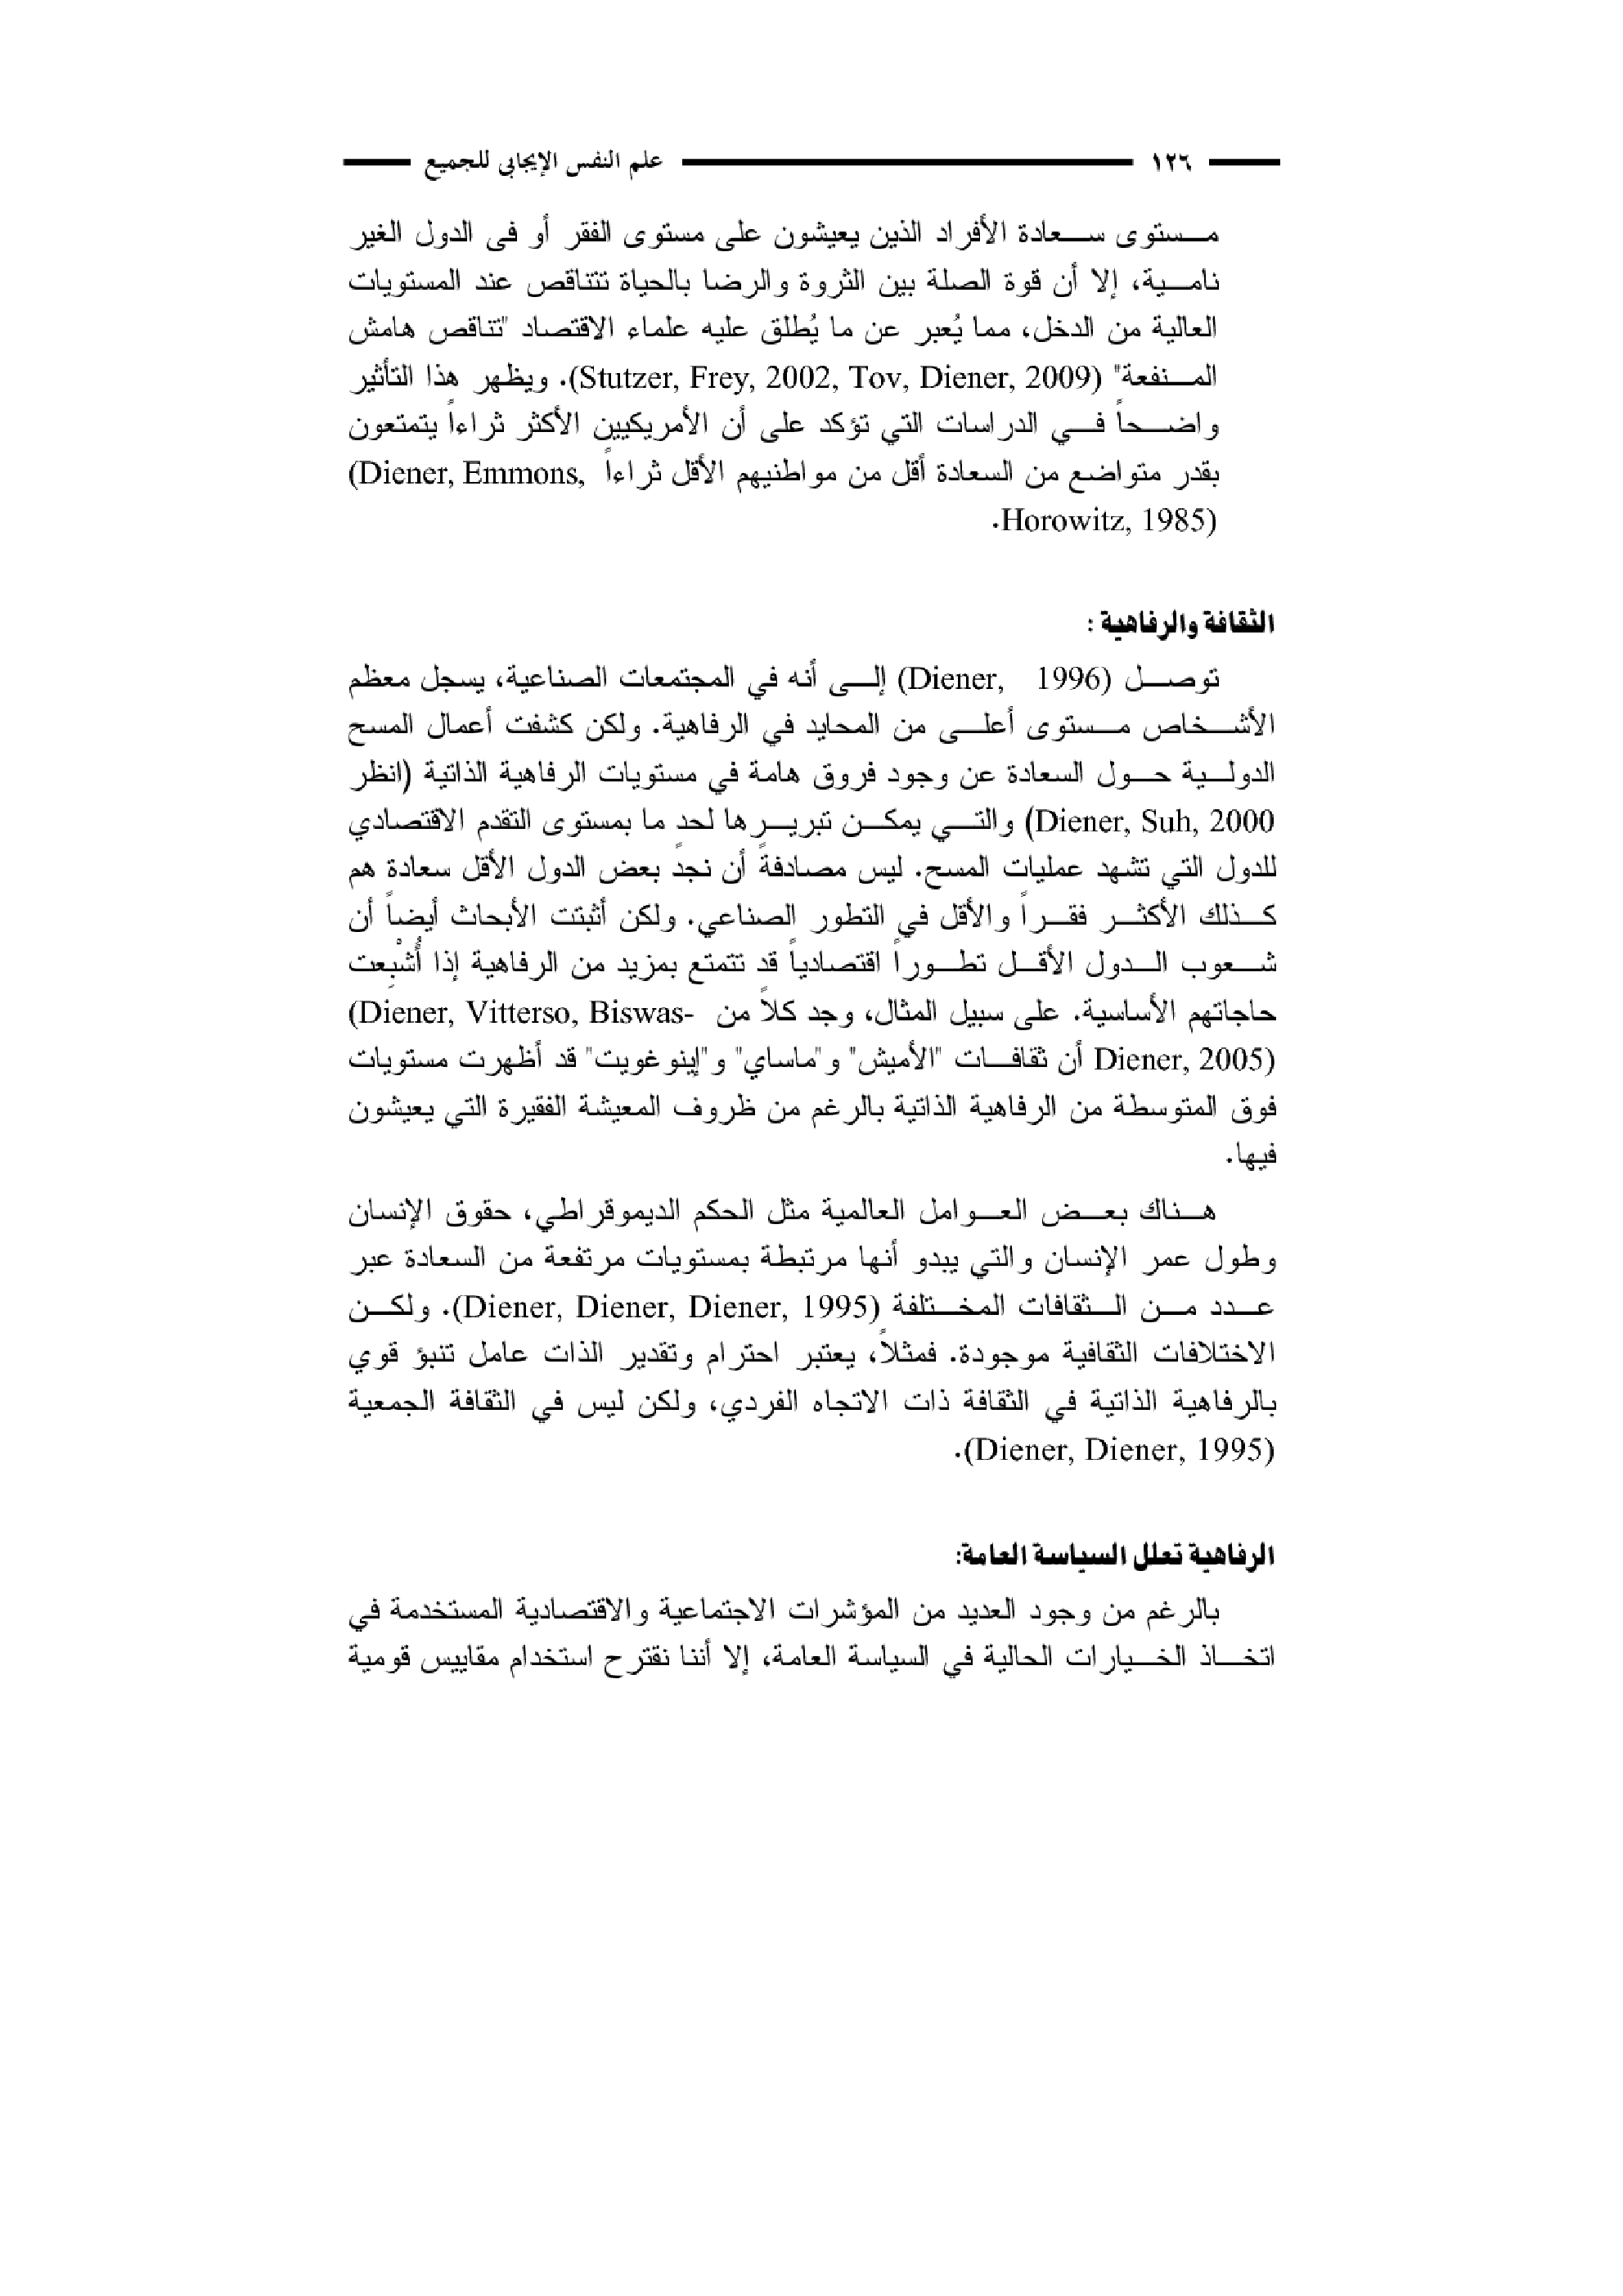 ١٢٦ علم النفس الإيجابي للجميع
مستوى سعادة الأفراد الذين يعيشون على مستوى الفقر أو فى الدول الغير
نامية، إلا أن قوة الصلة بين الثروة والرضا بالحياة تتناقص عند المستويات
العالية من الدخل، مما يُعبر عن ما يُطلق عليه علماء الاقتصاد "تناقص هامش
المنفعة" (Stutzer, Frey, 2002, Tov, Diener, 2009). ويظهر هذا التأثير
واضحاً في الدراسات التي تؤكد على أن الأمريكيين الأكثر ثراءاً يتمتعون
بقدر متواضع من السعادة أقل من مواطنيهم الأقل ثراءاً (Diener, Emmons,
Horowitz, 1985).
الثقافة والرفاهية :
توصل (Diener, 1996) إلى أنه في المجتمعات الصناعية، يسجل معظم
الأشخاص مستوى أعلى من المحايد في الرفاهية. ولكن كشفت أعمال المسح
الدولية حول السعادة عن وجود فروق هامة في مستويات الرفاهية الذاتية (انظر
Diener, Suh, 2000) والتي يمكن تبريرها لحدٍ ما بمستوى التقدم الاقتصادي
للدول التي تشهد عمليات المسح. ليس مصادفةً أن نجدَ بعض الدول الأقل سعادة هم
كذلك الأكثر فقراً والأقل في التطور الصناعي. ولكن أثبتت الأبحاث أيضاً أن
شعوب الدول الأقل تطوراً اقتصادياً قد تتمتع بمزيد من الرفاهية إذا أُشْبِعت
حاجاتهم الأساسية. على سبيل المثال، وجد كلاً من (Diener, Vitterso, Biswas-
Diener, 2005) أن ثقافات "الأميش" و"ماساي" و"إينوغويت" قد أظهرت مستويات
فوق المتوسطة من الرفاهية الذاتية بالرغم من ظروف المعيشة الفقيرة التي يعيشون
فيها.
هناك بعض العوامل العالمية مثل الحكم الديموقراطي، حقوق الإنسان
وطول عمر الإنسان والتي يبدو أنها مرتبطة بمستويات مرتفعة من السعادة عبر
عدد من الثقافات المختلفة (Diener, Diener, Diener, 1995). ولكن
الاختلافات الثقافية موجودة. فمثلاً، يعتبر احترام وتقدير الذات عامل تنبؤ قوي
بالرفاهية الذاتية في الثقافة ذات الاتجاه الفردي، ولكن ليس في الثقافة الجمعية
(Diener, Diener, 1995).
الرفاهية تعلل السياسة العامة:
بالرغم من وجود العديد من المؤشرات الاجتماعية والاقتصادية المستخدمة في
اتخاذ الخيارات الحالية في السياسة العامة، إلا أننا نقترح استخدام مقاييس قومية